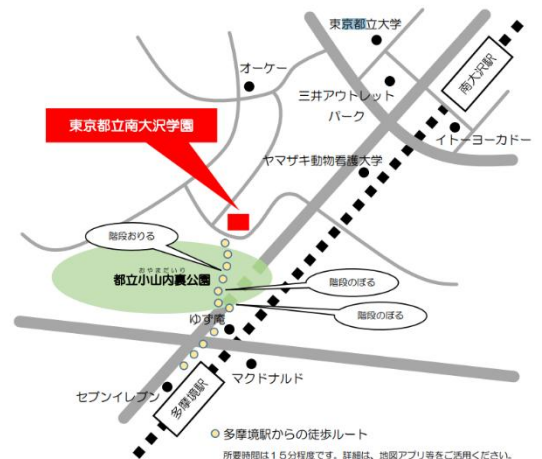 東京都立大学
オーケー
南大沢駅
三井アウトレット
パーク
東京都立南大沢学園
イトーヨーカドー
ヤマザキ動物看護大学
階段おりる
おやまだいり
都立小山内裏公園
階段のぼる
ゆず庵
階段のぼる
マクドナルド
セブンイレブン
多摩境駅
多摩境駅からの徒歩ルート
所要時間は１５分程度です。詳細は、地図アプリ等をご活用ください。